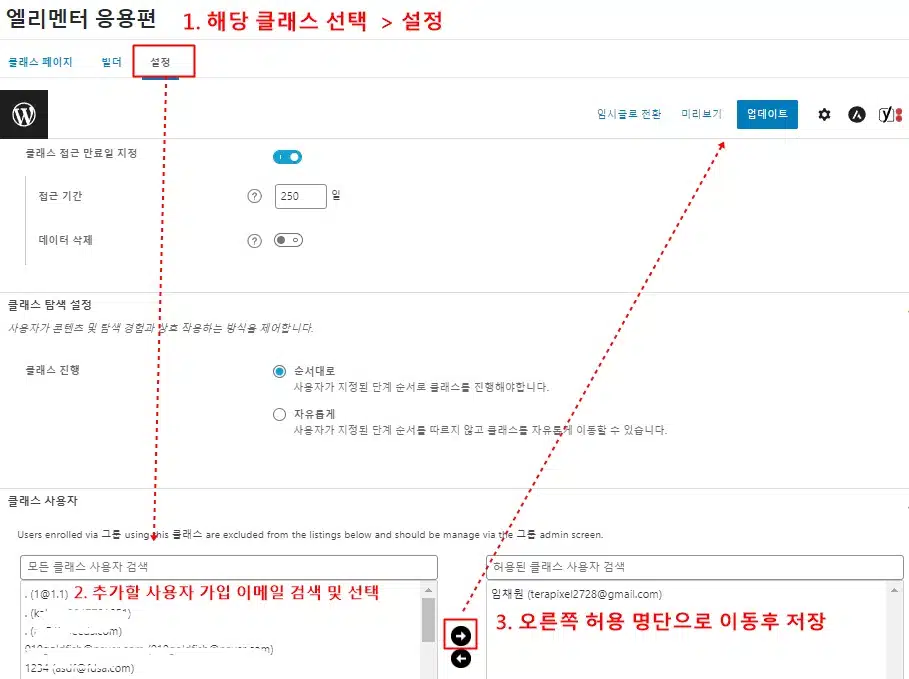 엘리멘터 응용편
1. 해당 클래스 선택 > 설정
클래스 페이지 빌더 설정
임시글로 전환 미리보기 업데이트
클래스 접근 만료일 지정
접근 기간 ? 250 일
데이터 삭제 ?
클래스 탐색 설정
사용자가 콘텐츠 및 탐색 경험과 상호 작용하는 방식을 제어합니다.
클래스 진행
순서대로
사용자가 지정된 단계 순서로 클래스를 진행해야합니다.
자유롭게
사용자가 지정된 단계 순서를 따르지 않고 클래스를 자유롭게 이동할 수 있습니다.
클래스 사용자
Users enrolled via 그룹 using this 클래스 are excluded from the listings below and should be manage via the 그룹 admin screen.
모든 클래스 사용자 검색
허용된 클래스 사용자 검색
. (1@1.1)
2. 추가할 사용자 가입 이메일 검색 및 선택
임채원 (terapixel2728@gmail.com)
3. 오른쪽 허용 명단으로 이동후 저장
1234 (asdf@fdsa.com)